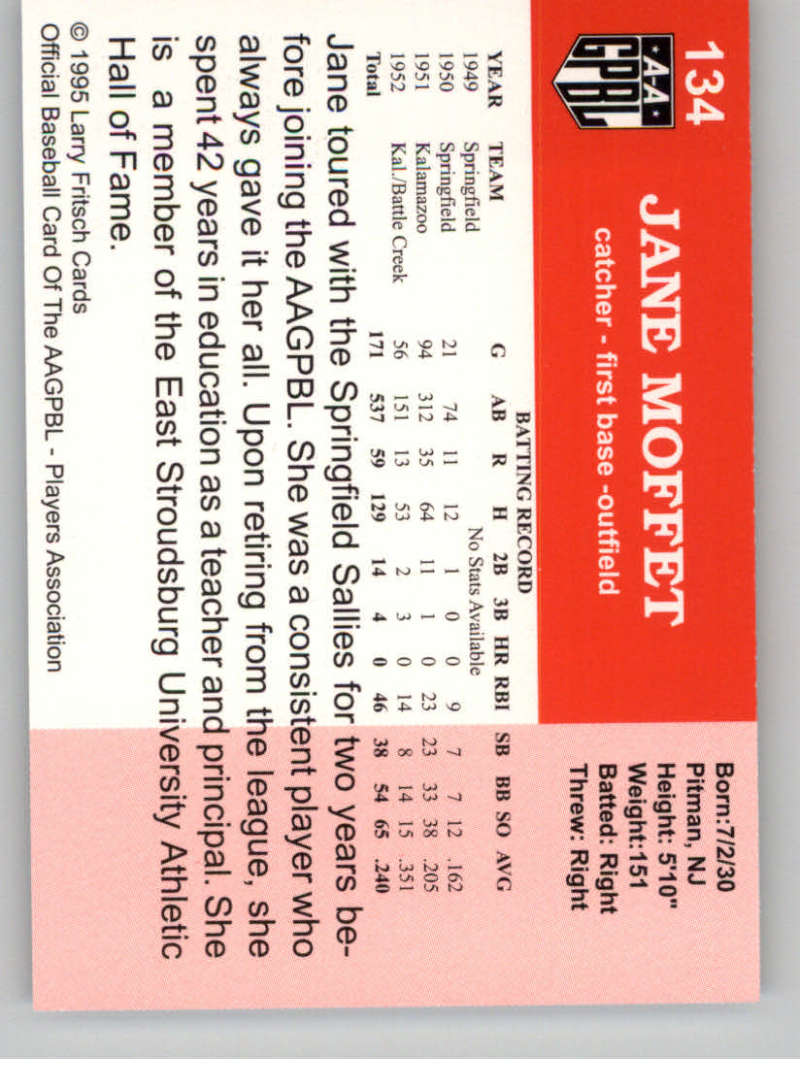 134
A-A
GPBL
JANE MOFFET
catcher - first base -outfield
Born:7/2/30
Pitman, NJ
Height: 5'10"
Weight:151
Batted: Right
Threw: Right
BATTING RECORD
YEAR TEAM G AB R H 2B 3B HR RBI SB BB SO AVG
1949 Springfield No Stats Available
1950 Springfield 21 74 11 12 1 0 0 9 7 7 12 .162
1951 Kalamazoo 94 312 35 64 11 1 0 23 23 33 38 .205
1952 Kal./Battle Creek 56 151 13 53 2 3 0 14 8 14 15 .351
Total 171 537 59 129 14 4 0 46 38 54 65 .240
Jane toured with the Springfield Sallies for two years be-
fore joining the AAGPBL. She was a consistent player who
always gave it her all. Upon retiring from the league, she
spent 42 years in education as a teacher and principal. She
is a member of the East Stroudsburg University Athletic
Hall of Fame.
© 1995 Larry Fritsch Cards
Official Baseball Card Of The AAGPBL - Players Association